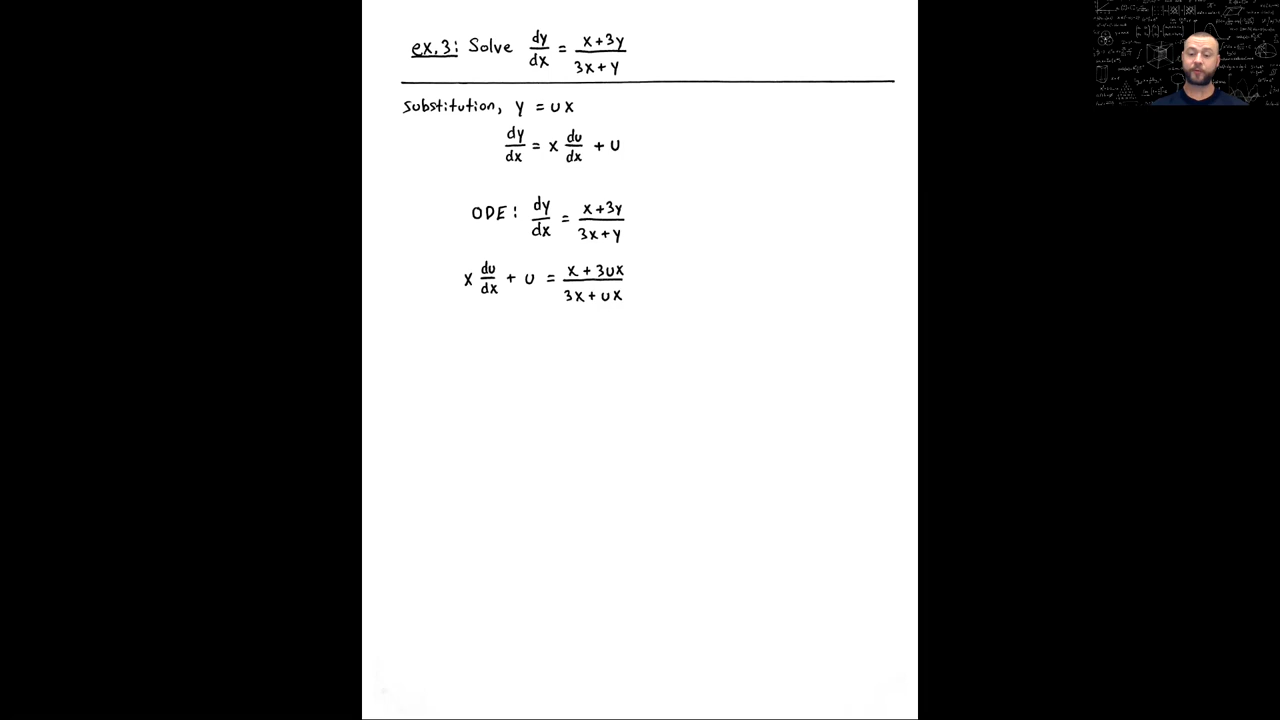 ex.3: Solve dy/dx = (x+3y)/(3x+y)
Substitution, y = ux
dy/dx = x du/dx + u
ODE: dy/dx = (x+3y)/(3x+y)
x du/dx + u = (x+3ux)/(3x+ux)